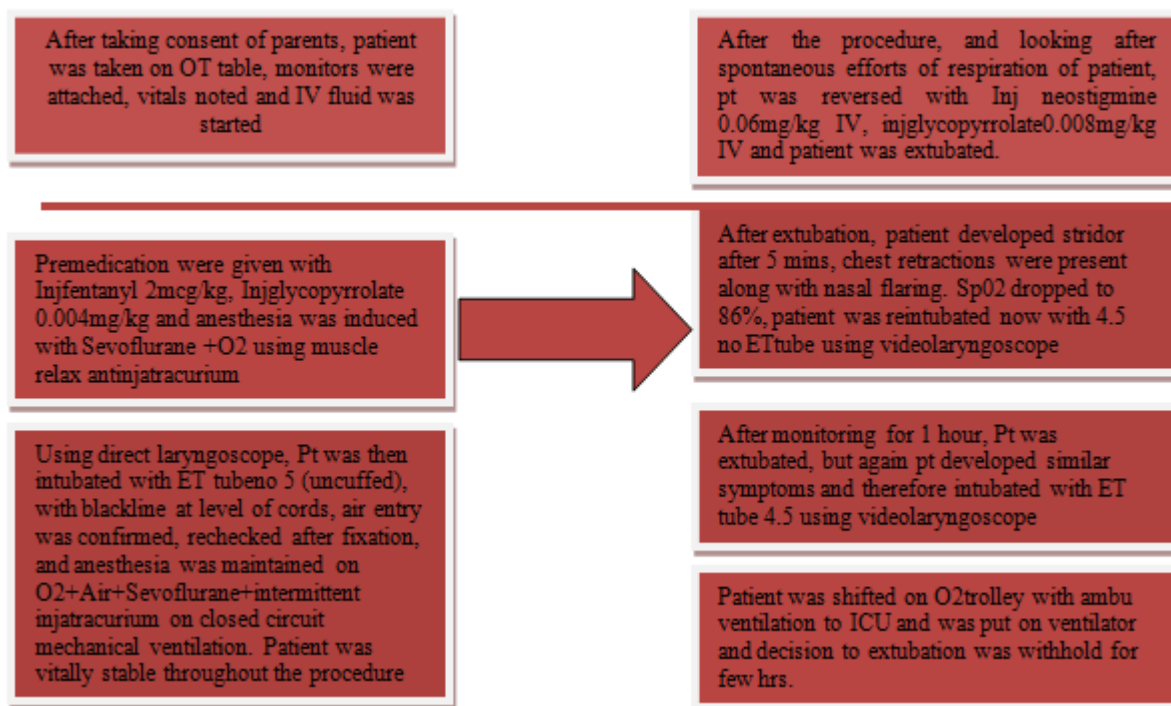 After taking consent of parents, patient
was taken on OT table, monitors were
attached, vitals noted and IV fluid was
started
Premedication were given with
Injfentanyl 2mcg/kg, Injglycopyrrolate
0.004mg/kg and anesthesia was induced
with Sevoflurane +O2 using muscle
relax antinjatracurium
Using direct laryngoscope, Pt was then
intubated with ET tubeno 5 (uncuffed),
with blackline at level of cords, air entry
was confirmed, rechecked after fixation,
and anesthesia was maintained on
O2+Air+Sevoflurane+intermittent
injatracurium on closed circuit
mechanical ventilation. Patient was
vitally stable throughout the procedure
After the procedure, and looking after
spontaneous efforts of respiration of patient,
pt was reversed with Inj neostigmine
0.06mg/kg IV, injglycopyrrolate0.008mg/kg
IV and patient was extubated.
After extubation, patient developed stridor
after 5 mins, chest retractions were present
along with nasal flaring. Sp02 dropped to
86%, patient was reintubated now with 4.5
no ETtube using videolaryngoscope
After monitoring for 1 hour, Pt was
extubated, but again pt developed similar
symptoms and therefore intubated with ET
tube 4.5 using videolaryngoscope
Patient was shifted on O2trolley with ambu
ventilation to ICU and was put on ventilator
and decision to extubation was withhold for
few hrs.